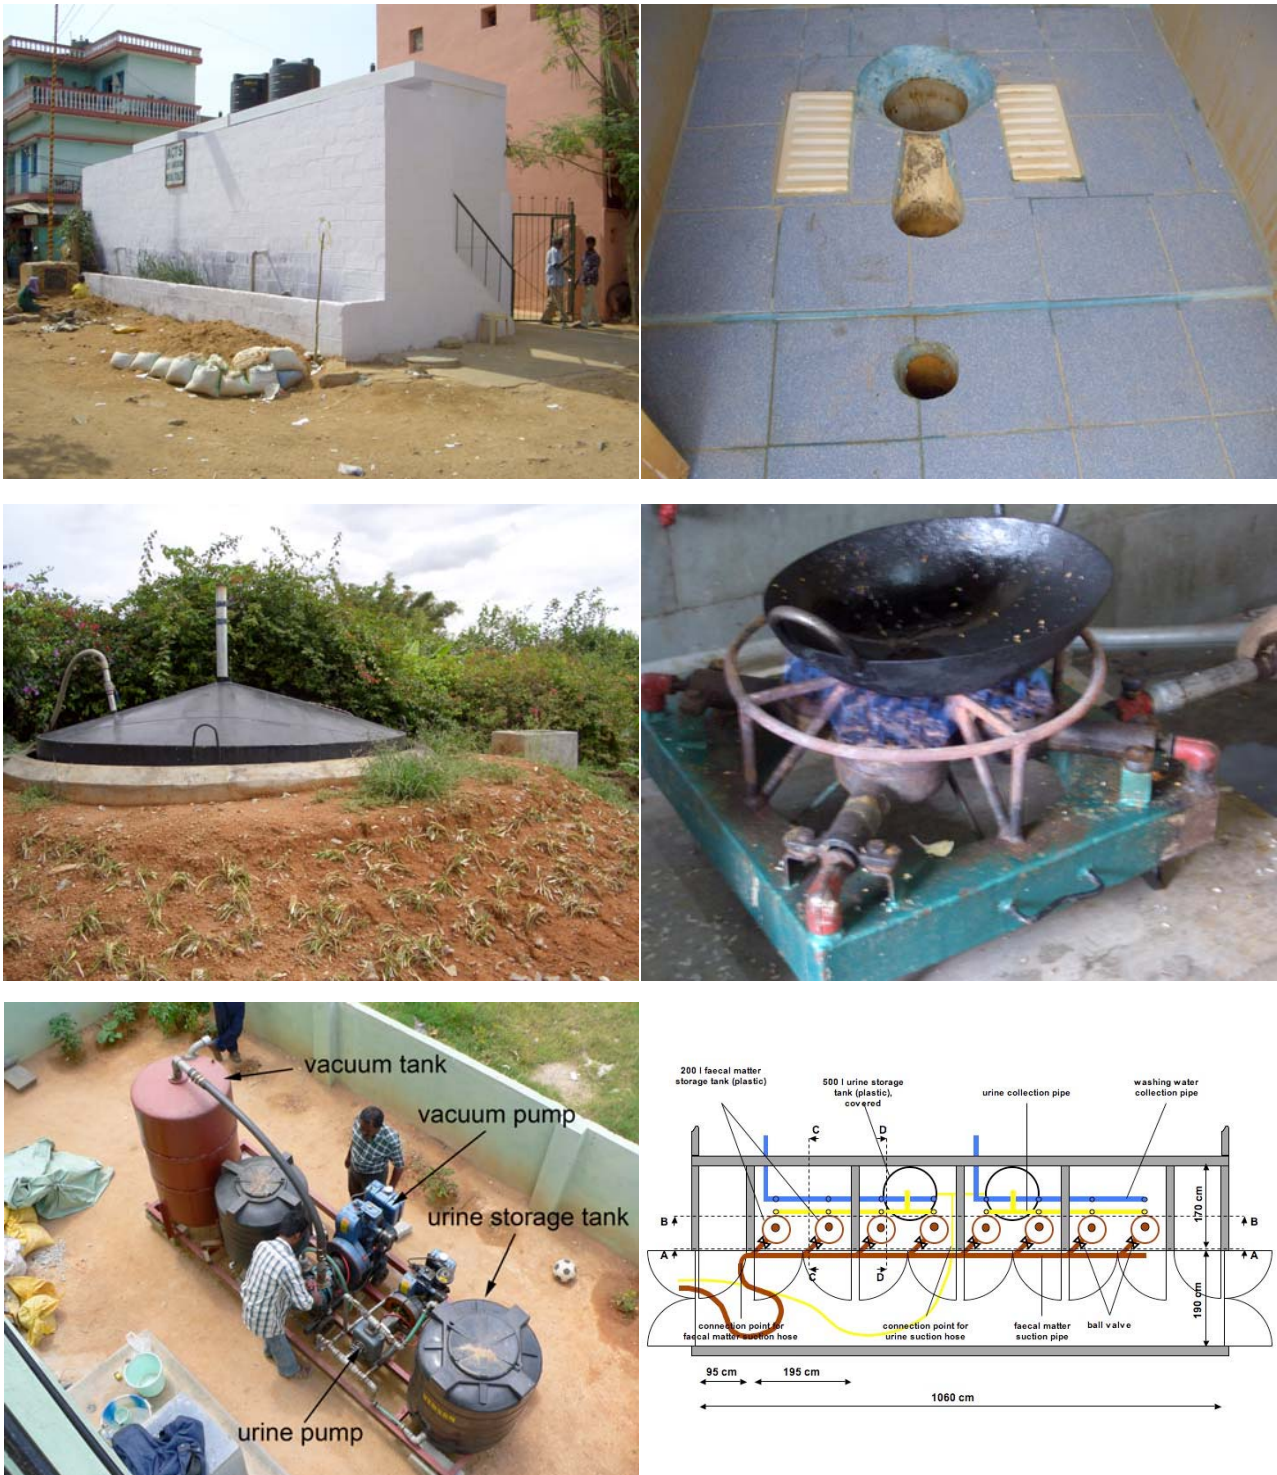 ACTS
vacuum tank
vacuum pump
urine storage tank
urine pump
200 l faecal matter
storage tank (plastic)
500 l urine storage
tank (plastic),
covered
urine collection pipe
washing water
collection pipe
C
D
B
B
A
A
C
D
170 cm
190 cm
connection point for
faecal matter suction hose
connection point for
urine suction hose
faecal matter
suction pipe
ball valve
95 cm
195 cm
1060 cm